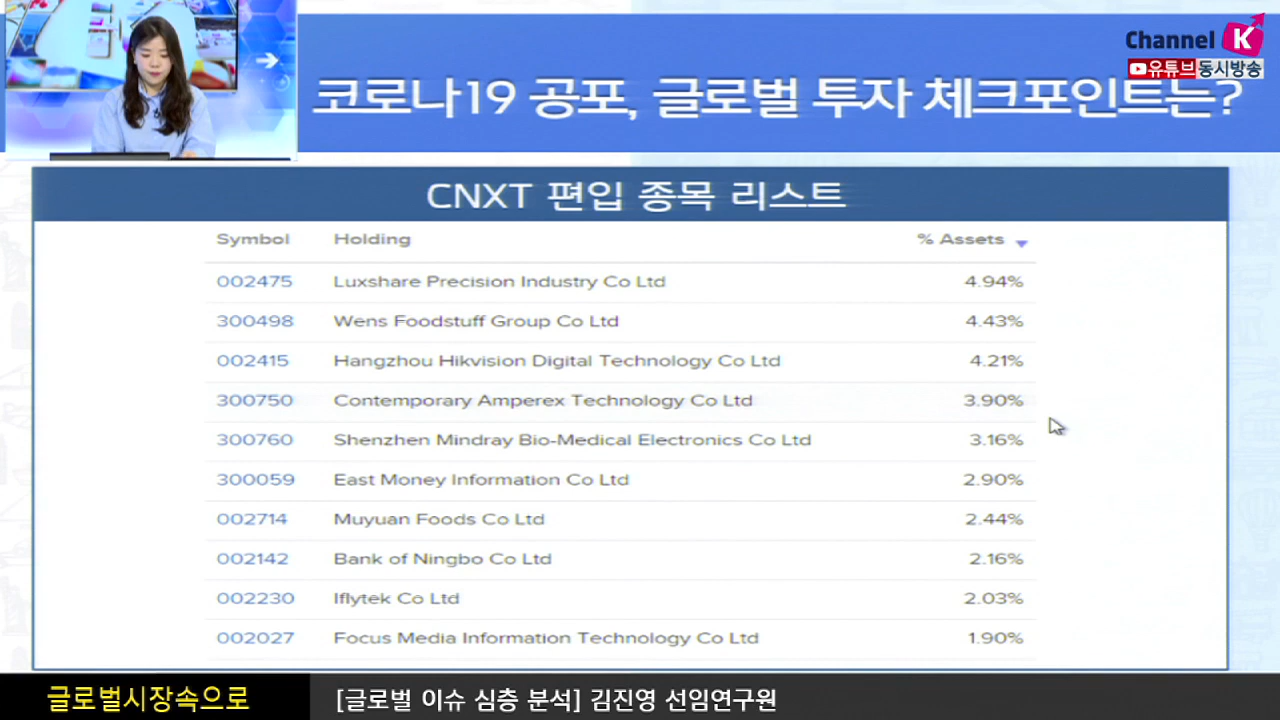 Channel K
유튜브 동시방송
코로나19 공포, 글로벌 투자 체크포인트는?
CNXT 편입 종목 리스트
Symbol Holding % Assets
002475 Luxshare Precision Industry Co Ltd 4.94%
300498 Wens Foodstuff Group Co Ltd 4.43%
002415 Hangzhou Hikvision Digital Technology Co Ltd 4.21%
300750 Contemporary Amperex Technology Co Ltd 3.90%
300760 Shenzhen Mindray Bio-Medical Electronics Co Ltd 3.16%
300059 East Money Information Co Ltd 2.90%
002714 Muyuan Foods Co Ltd 2.44%
002142 Bank of Ningbo Co Ltd 2.16%
002230 Iflytek Co Ltd 2.03%
002027 Focus Media Information Technology Co Ltd 1.90%
글로벌시장속으로 [글로벌 이슈 심층 분석] 김진영 선임연구원